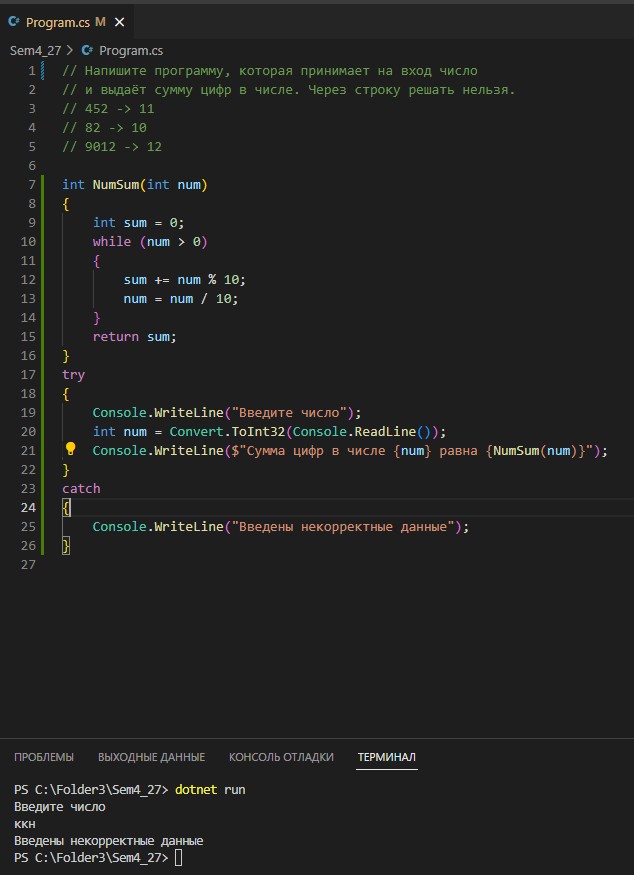 Program.cs M
Sem4_27 > Program.cs
1 // Напишите программу, которая принимает на вход число
2 // и выдаёт сумму цифр в числе. Через строку решать нельзя.
3 // 452 -> 11
4 // 82 -> 10
5 // 9012 -> 12
6
7 int NumSum(int num)
8 {
9 int sum = 0;
10 while (num > 0)
11 {
12 sum += num % 10;
13 num = num / 10;
14 }
15 return sum;
16 }
17 try
18 {
19 Console.WriteLine("Введите число");
20 int num = Convert.ToInt32(Console.ReadLine());
21 Console.WriteLine($"Сумма цифр в числе {num} равна {NumSum(num)}");
22 }
23 catch
24 {
25 Console.WriteLine("Введены некорректные данные");
26 }
27
ПРОБЛЕМЫ ВЫХОДНЫЕ ДАННЫЕ КОНСОЛЬ ОТЛАДКИ ТЕРМИНАЛ
PS C:\Folder3\Sem4_27> dotnet run
Введите число
ккн
Введены некорректные данные
PS C:\Folder3\Sem4_27>